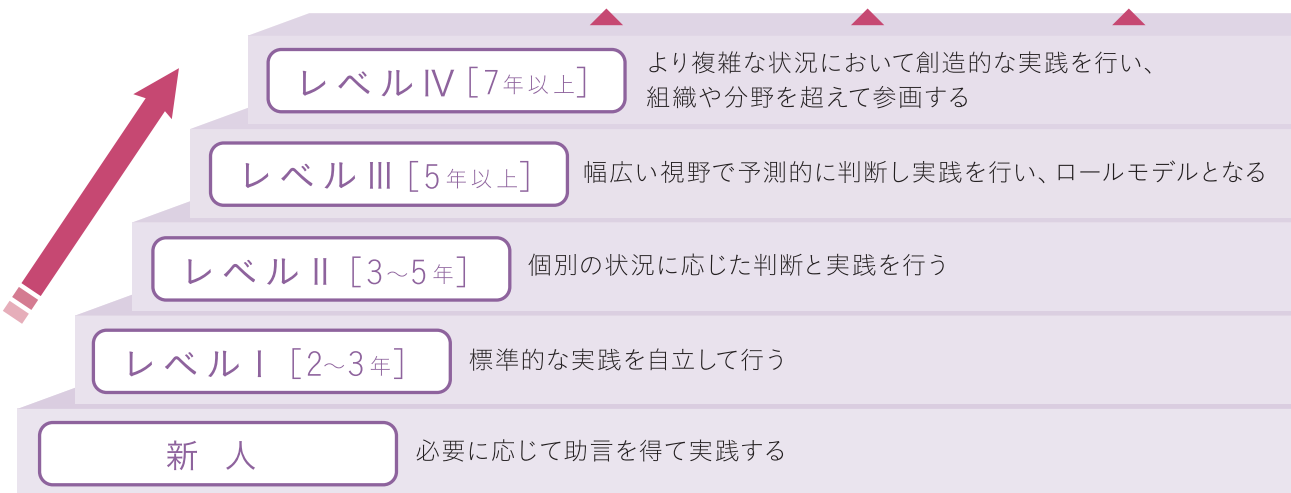 レベルⅣ[7年以上]
より複雑な状況において創造的な実践を行い、
組織や分野を超えて参画する
レベルⅢ[5年以上]
幅広い視野で予測的に判断し実践を行い、ロールモデルとなる
レベルⅡ[3〜5年]
個別の状況に応じた判断と実践を行う
レベルⅠ[2〜3年]
標準的な実践を自立して行う
新人
必要に応じて助言を得て実践する